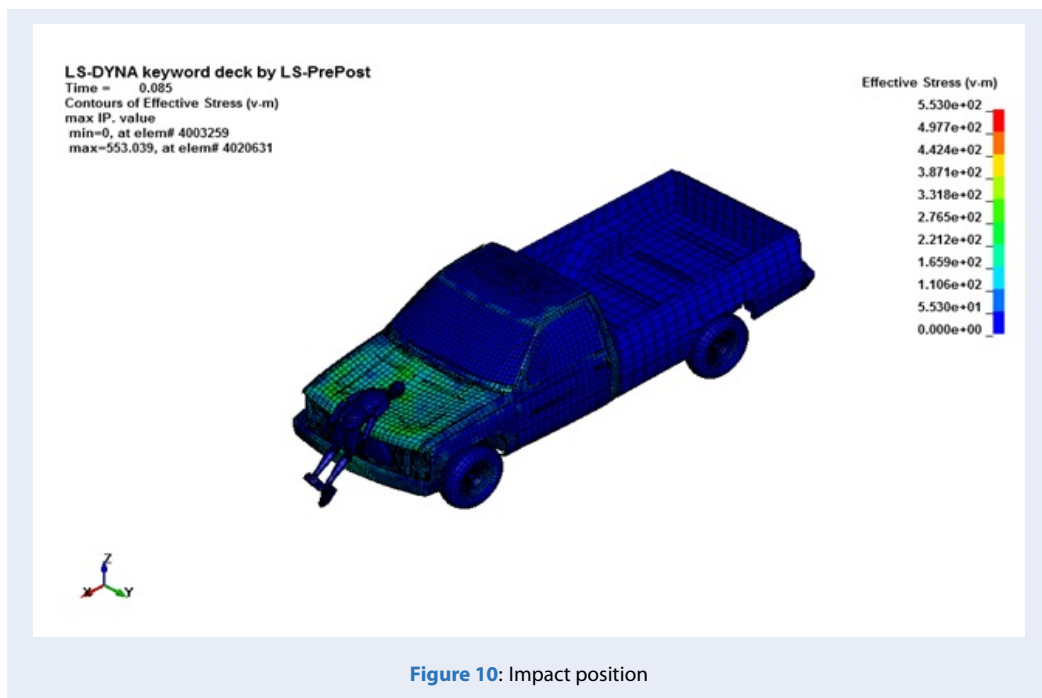 LS-DYNA keyword deck by LS-PrePost
Time = 0.085
Contours of Effective Stress (v-m)
max IP. value
min=0, at elem# 4003259
max=553.039, at elem# 4020631
Effective Stress (v-m)
5.530e+02
4.977e+02
4.424e+02
3.871e+02
3.318e+02
2.765e+02
2.212e+02
1.659e+02
1.106e+02
5.530e+01
0.000e+00
Z
X Y
Figure 10: Impact position